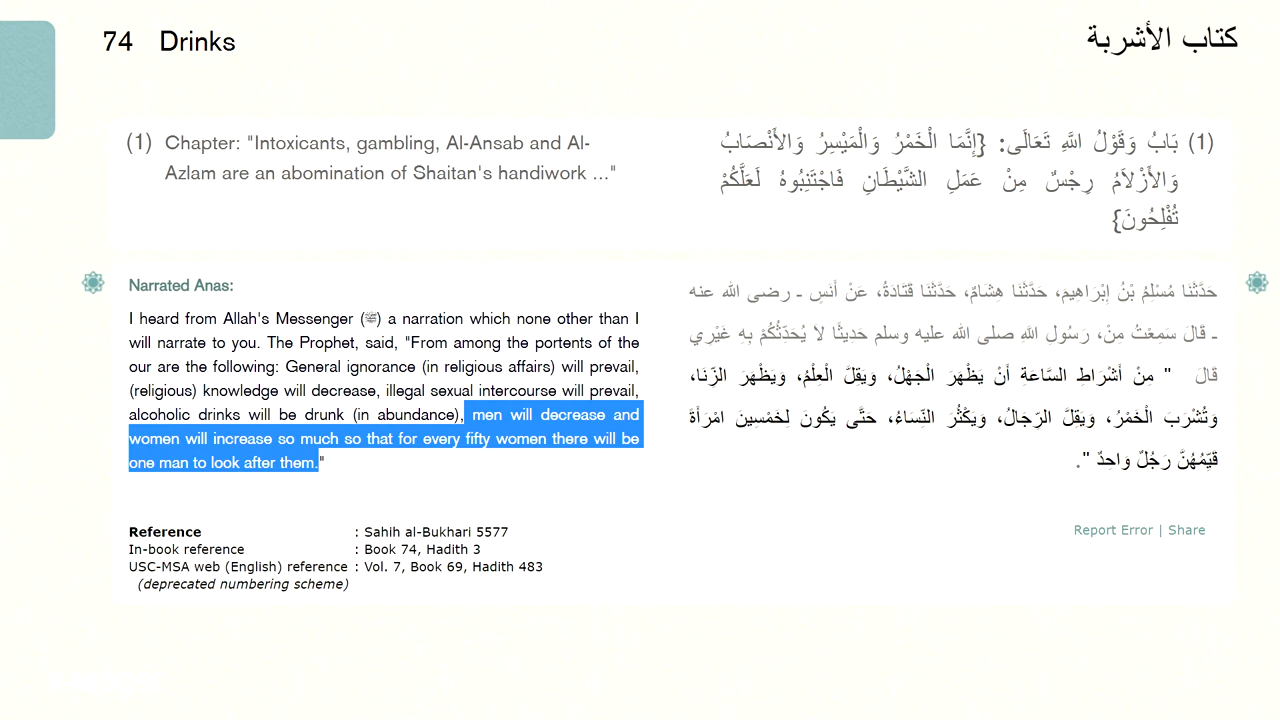 74 Drinks
كتاب الأشربة
(1) Chapter: "Intoxicants, gambling, Al-Ansab and Al-
Azlam are an abomination of Shaitan's handiwork ..."
(1) بَابُ وَقَوْلُ اللَّهِ تَعَالَى: {إِنَّمَا الْخَمْرُ وَالْمَيْسِرُ وَالأَنْصَابُ
وَالأَزْلاَمُ رِجْسٌ مِنْ عَمَلِ الشَّيْطَانِ فَاجْتَنِبُوهُ لَعَلَّكُمْ
تُفْلِحُونَ}
Narrated Anas:
I heard from Allah's Messenger (ﷺ) a narration which none other than I
will narrate to you. The Prophet, said, "From among the portents of the
our are the following: General ignorance (in religious affairs) will prevail,
(religious) knowledge will decrease, illegal sexual intercourse will prevail,
alcoholic drinks will be drunk (in abundance), men will decrease and
women will increase so much so that for every fifty women there will be
one man to look after them."
حَدَّثَنَا مُسْلِمُ بْنُ إِبْرَاهِيمَ، حَدَّثَنَا هِشَامٌ، حَدَّثَنَا قَتَادَةُ، عَنْ أَنَسٍ ـ رضى الله عنه
ـ قَالَ سَمِعْتُ مِنْ، رَسُولِ اللهِ صلى الله عليه وسلم حَدِيثًا لاَ يُحَدِّثُكُمْ بِهِ غَيْرِي
قَالَ " مِنْ أَشْرَاطِ السَّاعَةِ أَنْ يَظْهَرَ الْجَهْلُ، وَيَقِلَّ الْعِلْمُ، وَيَظْهَرَ الزِّنَا،
وَتُشْرَبَ الْخَمْرُ، وَيَقِلَّ الرِّجَالُ، وَيَكْثُرَ النِّسَاءُ، حَتَّى يَكُونَ لِخَمْسِينَ امْرَأَةً
قَيِّمُهُنَّ رَجُلٌ وَاحِدٌ ".
Reference : Sahih al-Bukhari 5577
In-book reference : Book 74, Hadith 3
USC-MSA web (English) reference : Vol. 7, Book 69, Hadith 483
(deprecated numbering scheme)
Report Error | Share